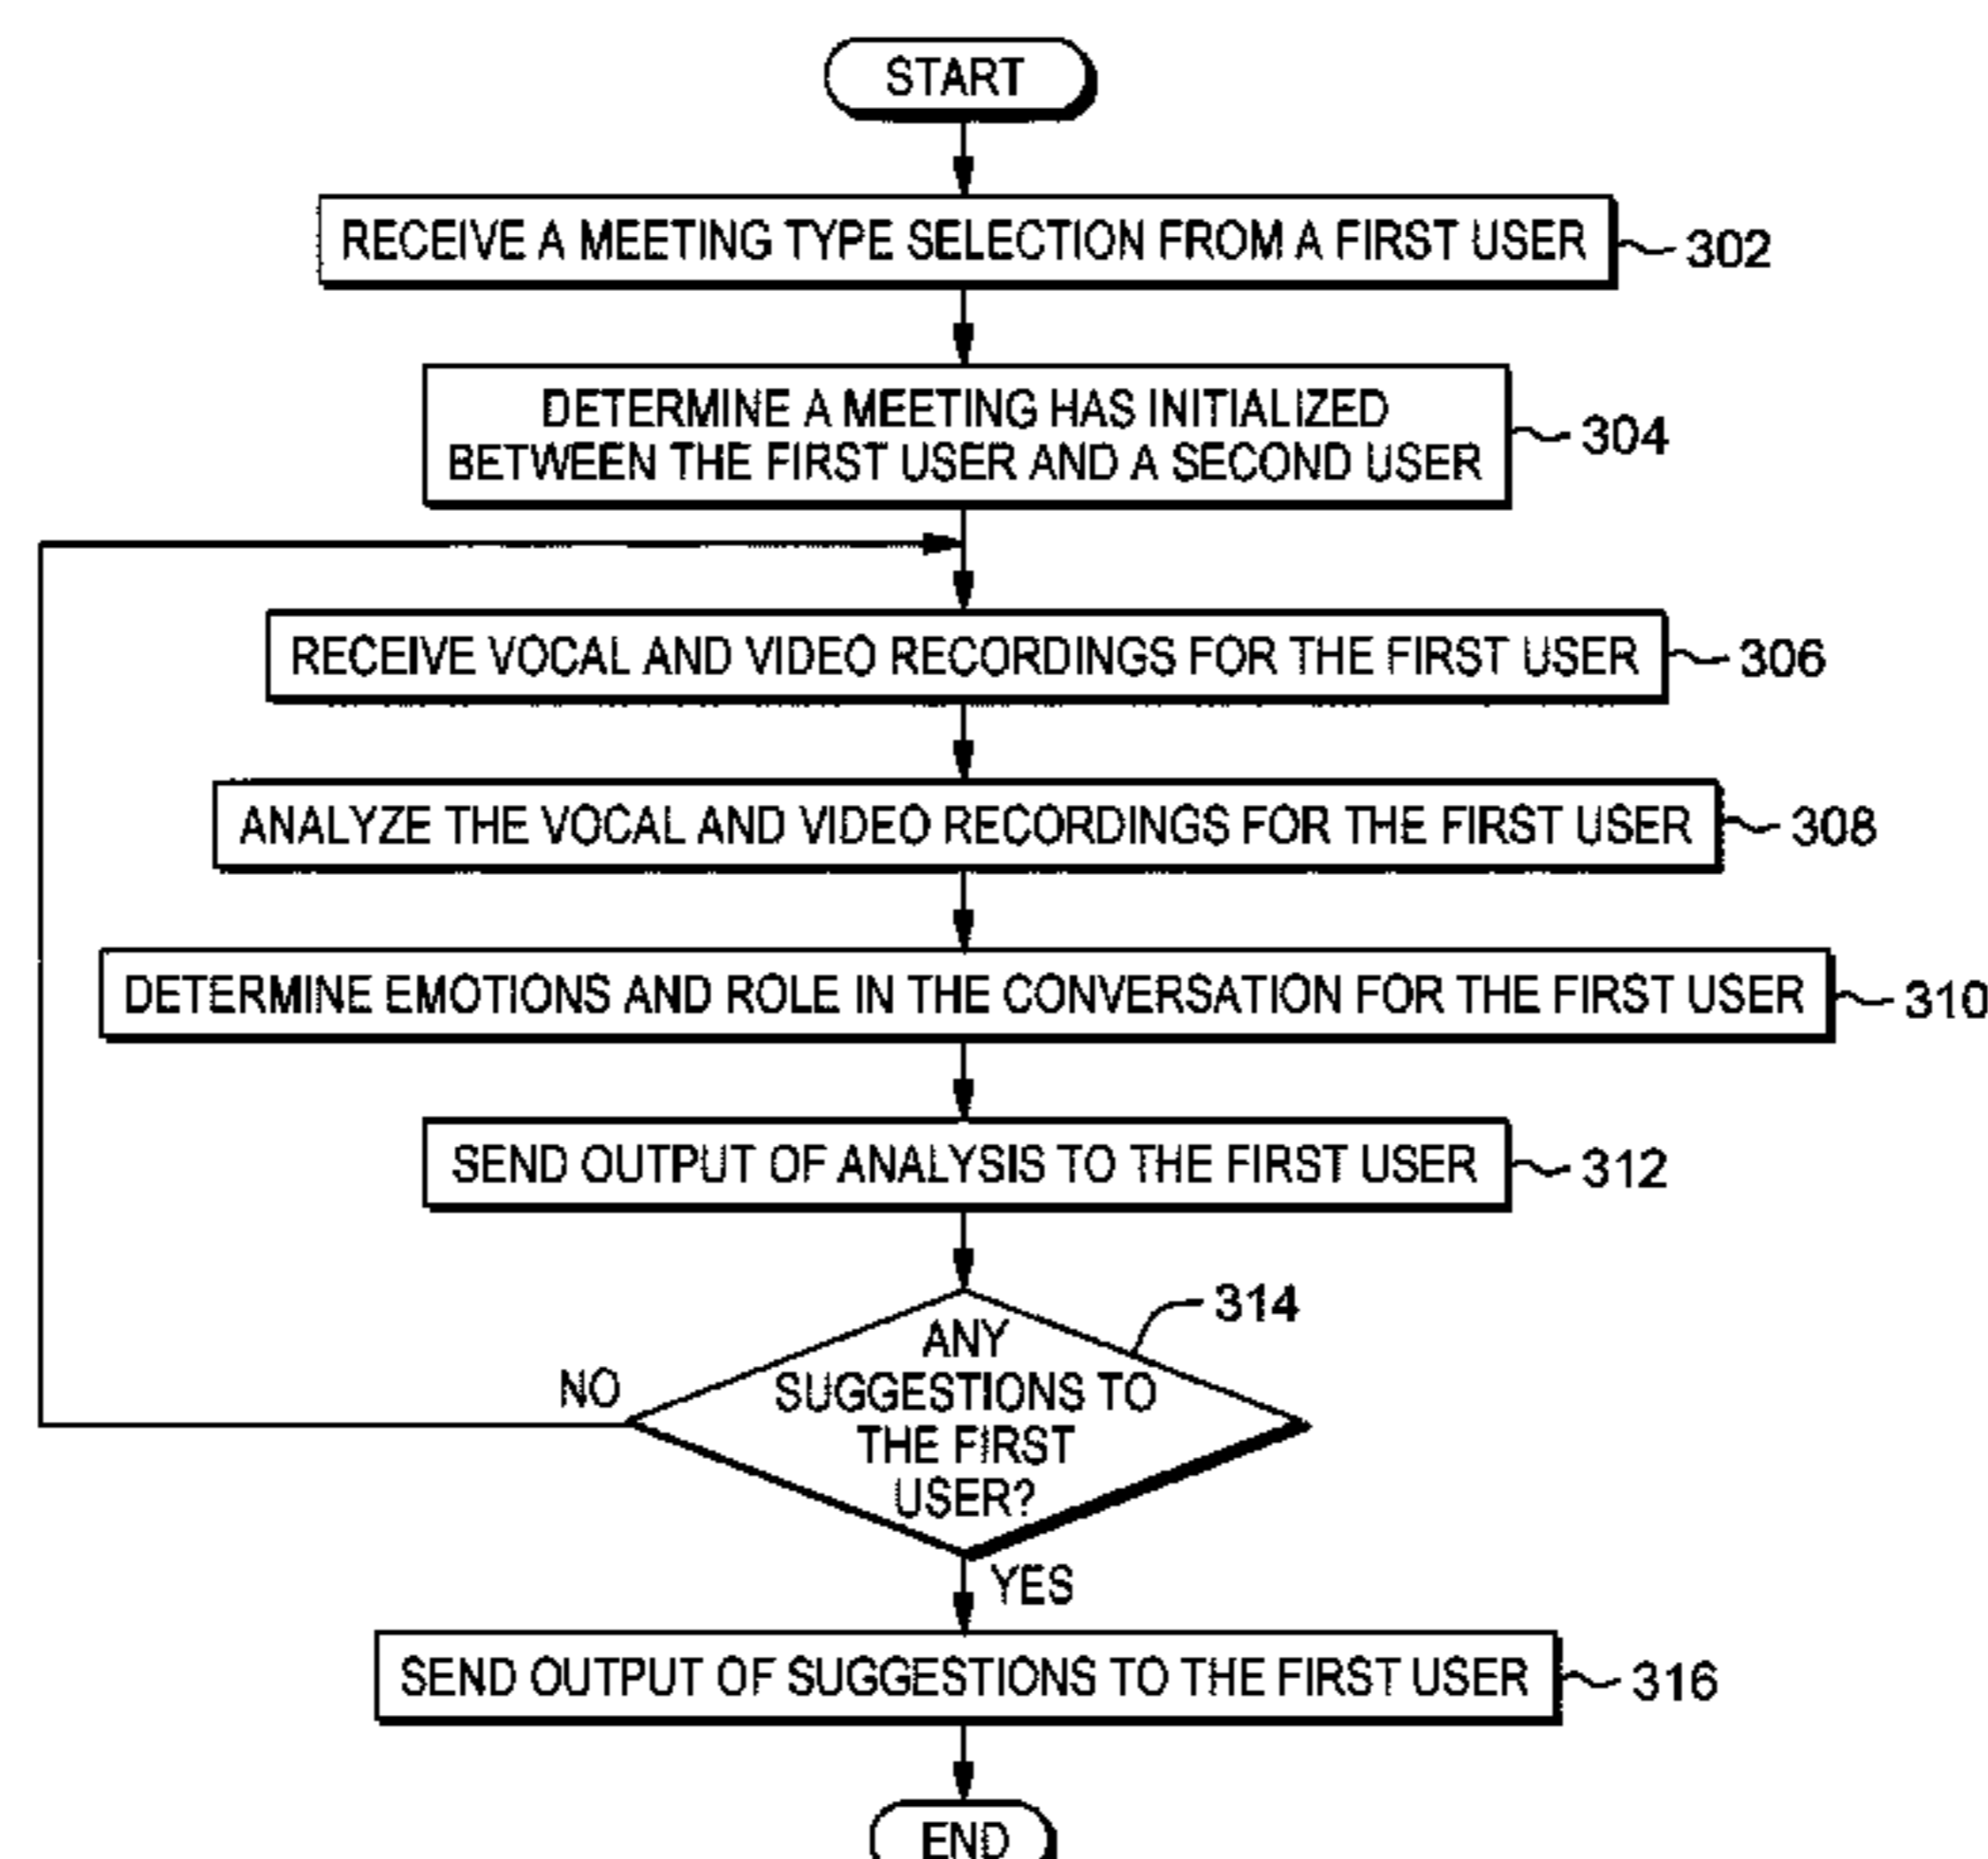 START
RECEIVE A MEETING TYPE SELECTION FROM A FIRST USER
302
DETERMINE A MEETING HAS INITIALIZED
BETWEEN THE FIRST USER AND A SECOND USER
304
RECEIVE VOCAL AND VIDEO RECORDINGS FOR THE FIRST USER
306
ANALYZE THE VOCAL AND VIDEO RECORDINGS FOR THE FIRST USER
308
DETERMINE EMOTIONS AND ROLE IN THE CONVERSATION FOR THE FIRST USER
310
SEND OUTPUT OF ANALYSIS TO THE FIRST USER
312
314
ANY
SUGGESTIONS TO
THE FIRST
USER?
NO
YES
SEND OUTPUT OF SUGGESTIONS TO THE FIRST USER
316
END